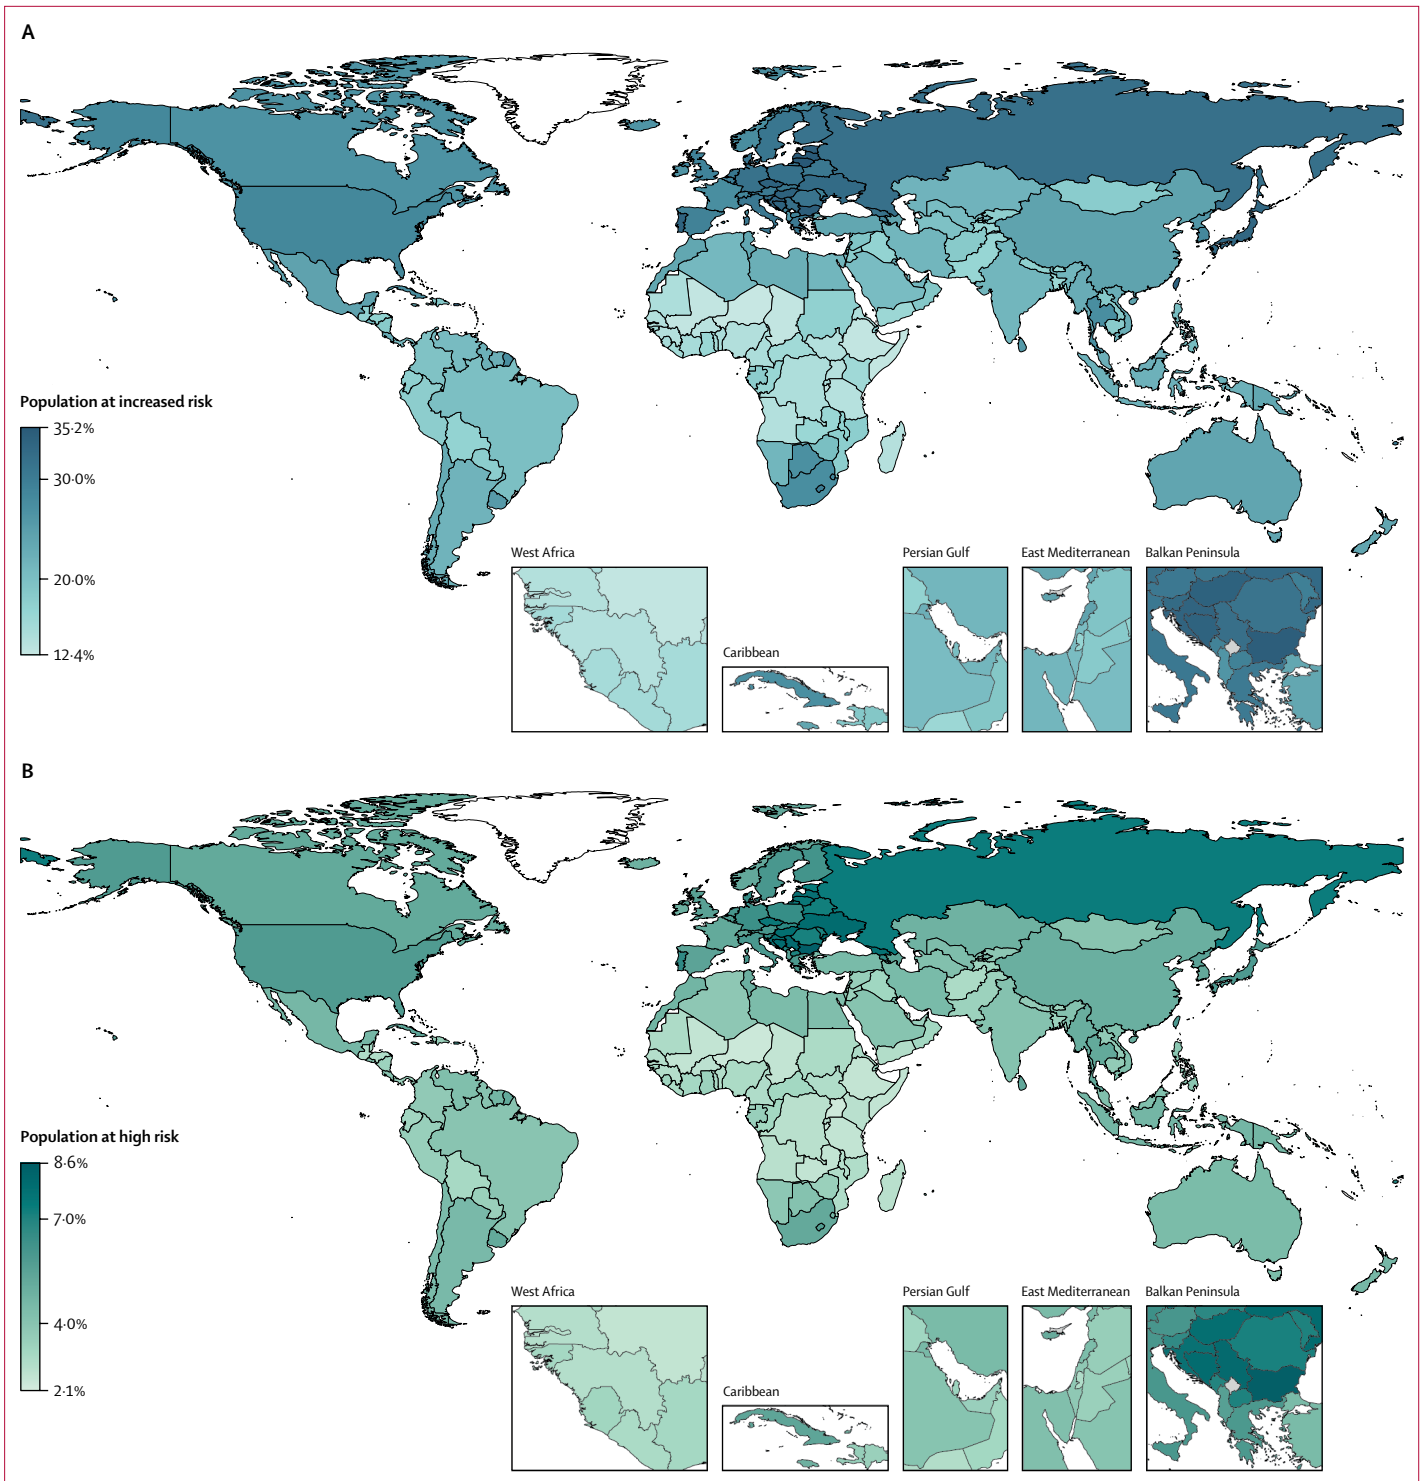 A
Population at increased risk
35·2%
30·0%
20·0%
12·4%
West Africa
Caribbean
Persian Gulf
East Mediterranean
Balkan Peninsula
B
Population at high risk
8·6%
7·0%
4·0%
2·1%
West Africa
Caribbean
Persian Gulf
East Mediterranean
Balkan Peninsula